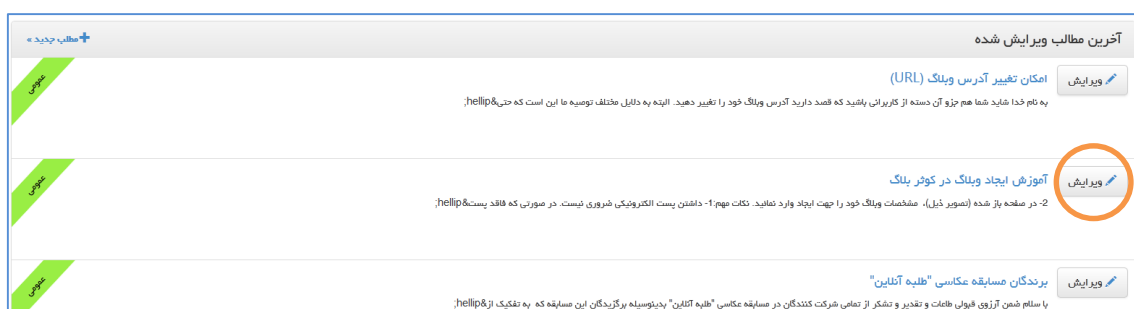 آخرین مطالب ویرایش شده
مطلب جدید »
ویرایش
امکان تغییر آدرس وبلاگ (URL)
عمومی
به نام خدا شاید شما هم جزو آن دسته از کاربرانی باشید که قصد دارید آدرس وبلاگ خود را تغییر دهید. البته به دلایل مختلف توصیه ما این است که حتی&hellip;
ویرایش
آموزش ایجاد وبلاگ در کوثر بلاگ
عمومی
2- در صفحه باز شده (تصویر ذیل)، مشخصات وبلاگ خود را جهت ایجاد وارد نمائید. نکات مهم:1- داشتن پست الکترونیکی ضروری نیست. در صورتی که فاقد پست&hellip;
ویرایش
برندگان مسابقه عکاسی "طلبه آنلاین"
عمومی
با سلام ضمن آرزوی قبولی طاعات و تقدیر و تشکر از تمامی شرکت کنندگان در مسابقه عکاسی "طلبه آنلاین" بدینوسیله برگزیدگان این مسابقه که به تفکیک از&hellip;